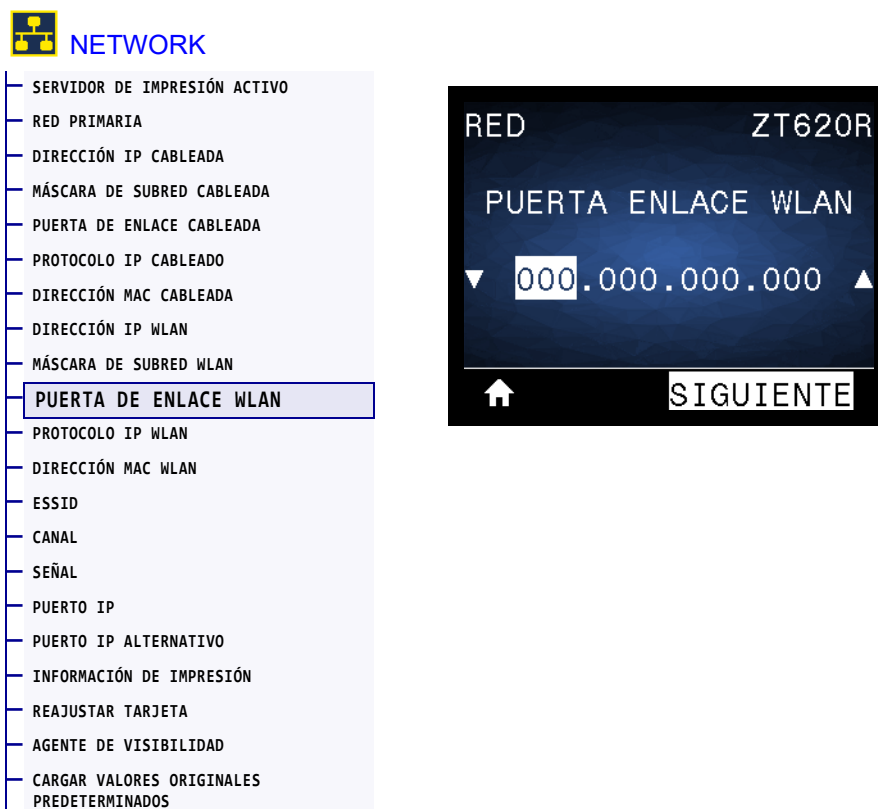 NETWORK
SERVIDOR DE IMPRESIÓN ACTIVO
RED PRIMARIA
DIRECCIÓN IP CABLEADA
MÁSCARA DE SUBRED CABLEADA
PUERTA DE ENLACE CABLEADA
PROTOCOLO IP CABLEADO
DIRECCIÓN MAC CABLEADA
DIRECCIÓN IP WLAN
MÁSCARA DE SUBRED WLAN
PUERTA DE ENLACE WLAN
PROTOCOLO IP WLAN
DIRECCIÓN MAC WLAN
ESSID
CANAL
SEÑAL
PUERTO IP
PUERTO IP ALTERNATIVO
INFORMACIÓN DE IMPRESIÓN
REAJUSTAR TARJETA
AGENTE DE VISIBILIDAD
CARGAR VALORES ORIGINALES
PREDETERMINADOS
RED ZT620R
PUERTA ENLACE WLAN
000.000.000.000
SIGUIENTE